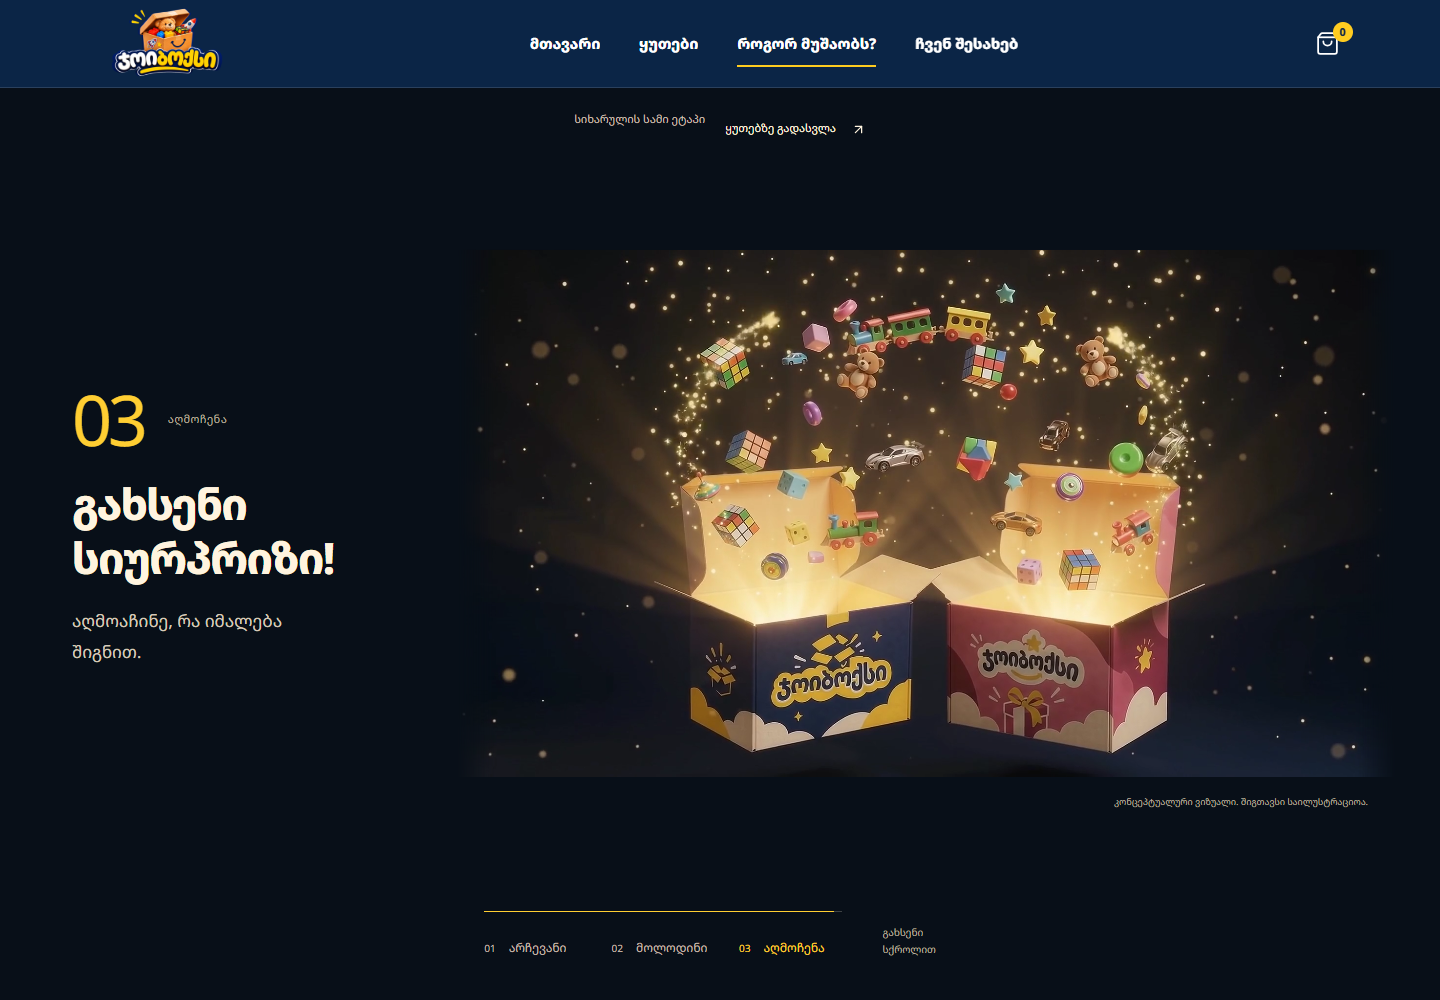 ჯოიბოქსი
მთავარი
ყუთები
როგორ მუშაობს?
ჩვენ შესახებ
0
სიხარულის სამი ეტაპი
ყუთებზე გადასვლა
03
აღმოჩენა
გახსენი
სიურპრიზი!
აღმოაჩინე, რა იმალება
შიგნით.
ჯოიბოქსი
ჯოიბოქსი
კონცეპტუალური ვიზუალი. შიგთავსი საილუსტრაციოა.
01 არჩევანი
02 მოლოდინი
03 აღმოჩენა
გახსენი
სქროლით